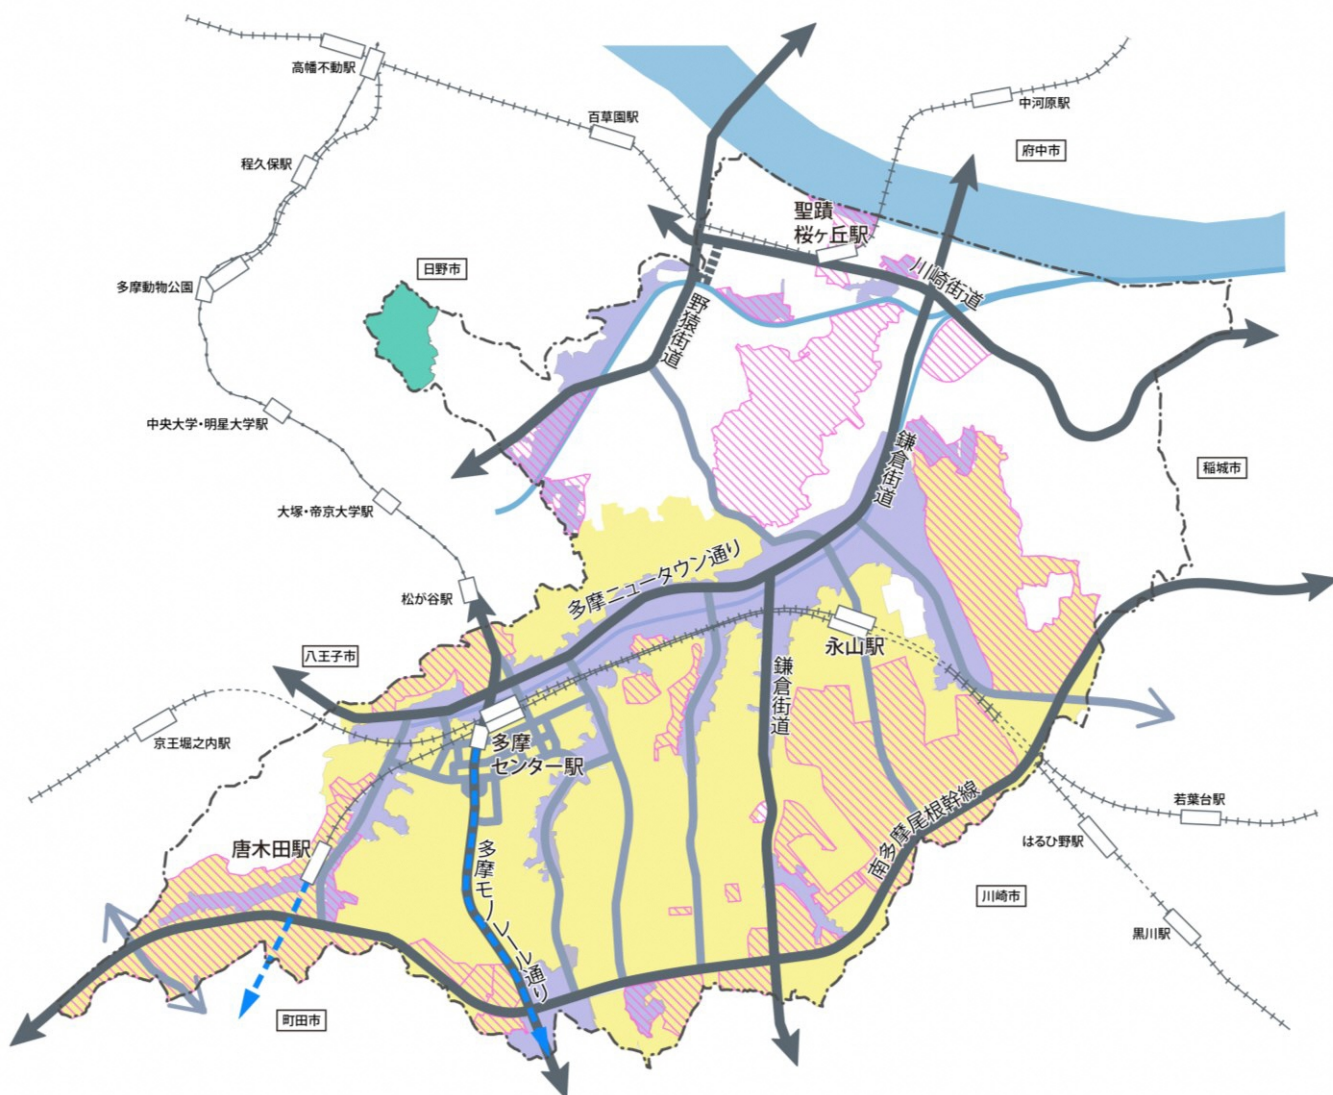 高幡不動駅
百草園駅
中河原駅
府中市
程久保駅
聖蹟
桜ヶ丘駅
日野市
多摩動物公園
川崎街道
野猿街道
中央大学・明星大学駅
鎌倉街道
稲城市
大塚・帝京大学駅
多摩ニュータウン通り
松が谷駅
永山駅
八王子市
鎌倉街道
京王堀之内駅
多摩
センター駅
若葉台駅
南多摩尾根幹線
はるひ野駅
唐木田駅
多摩モノレール通り
川崎市
黒川駅
町田市